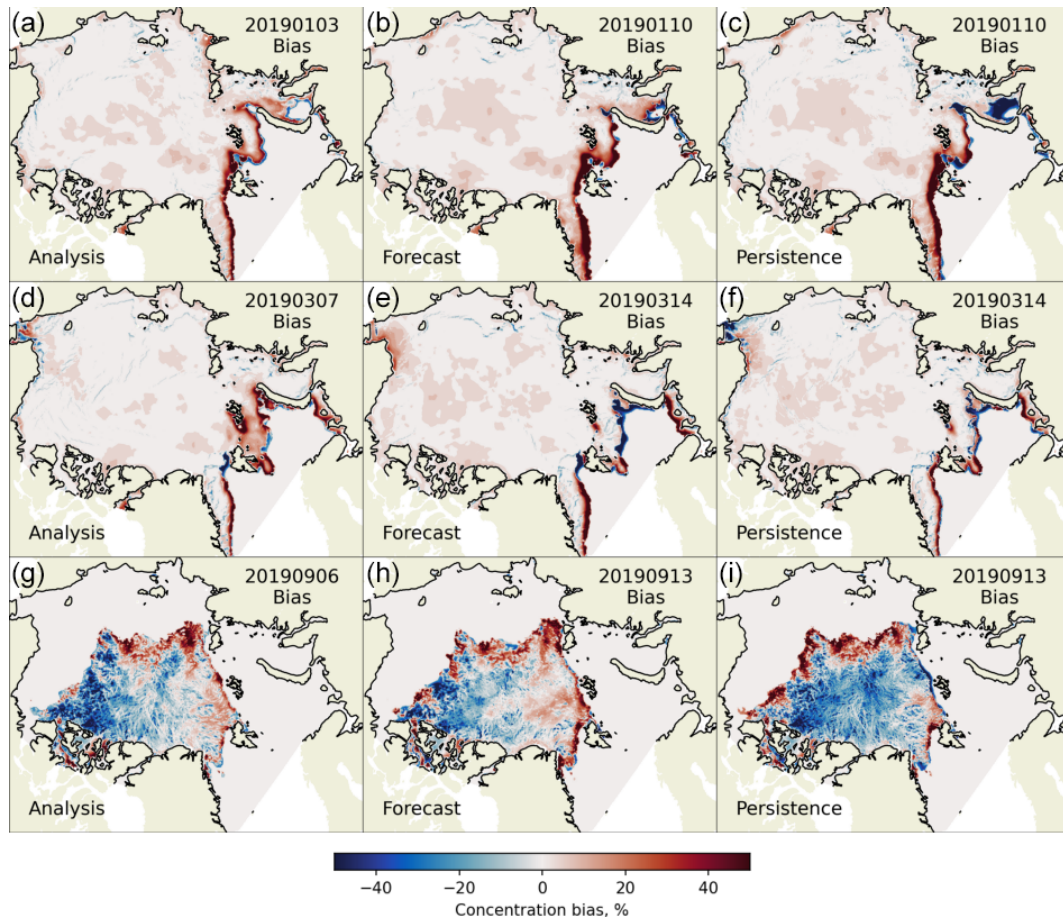 (a) 20190103
Bias
Analysis
(b) 20190110
Bias
Forecast
(c) 20190110
Bias
Persistence
(d) 20190307
Bias
Analysis
(e) 20190314
Bias
Forecast
(f) 20190314
Bias
Persistence
(g) 20190906
Bias
Analysis
(h) 20190913
Bias
Forecast
(i) 20190913
Bias
Persistence
−40 −20 0 20 40
Concentration bias, %